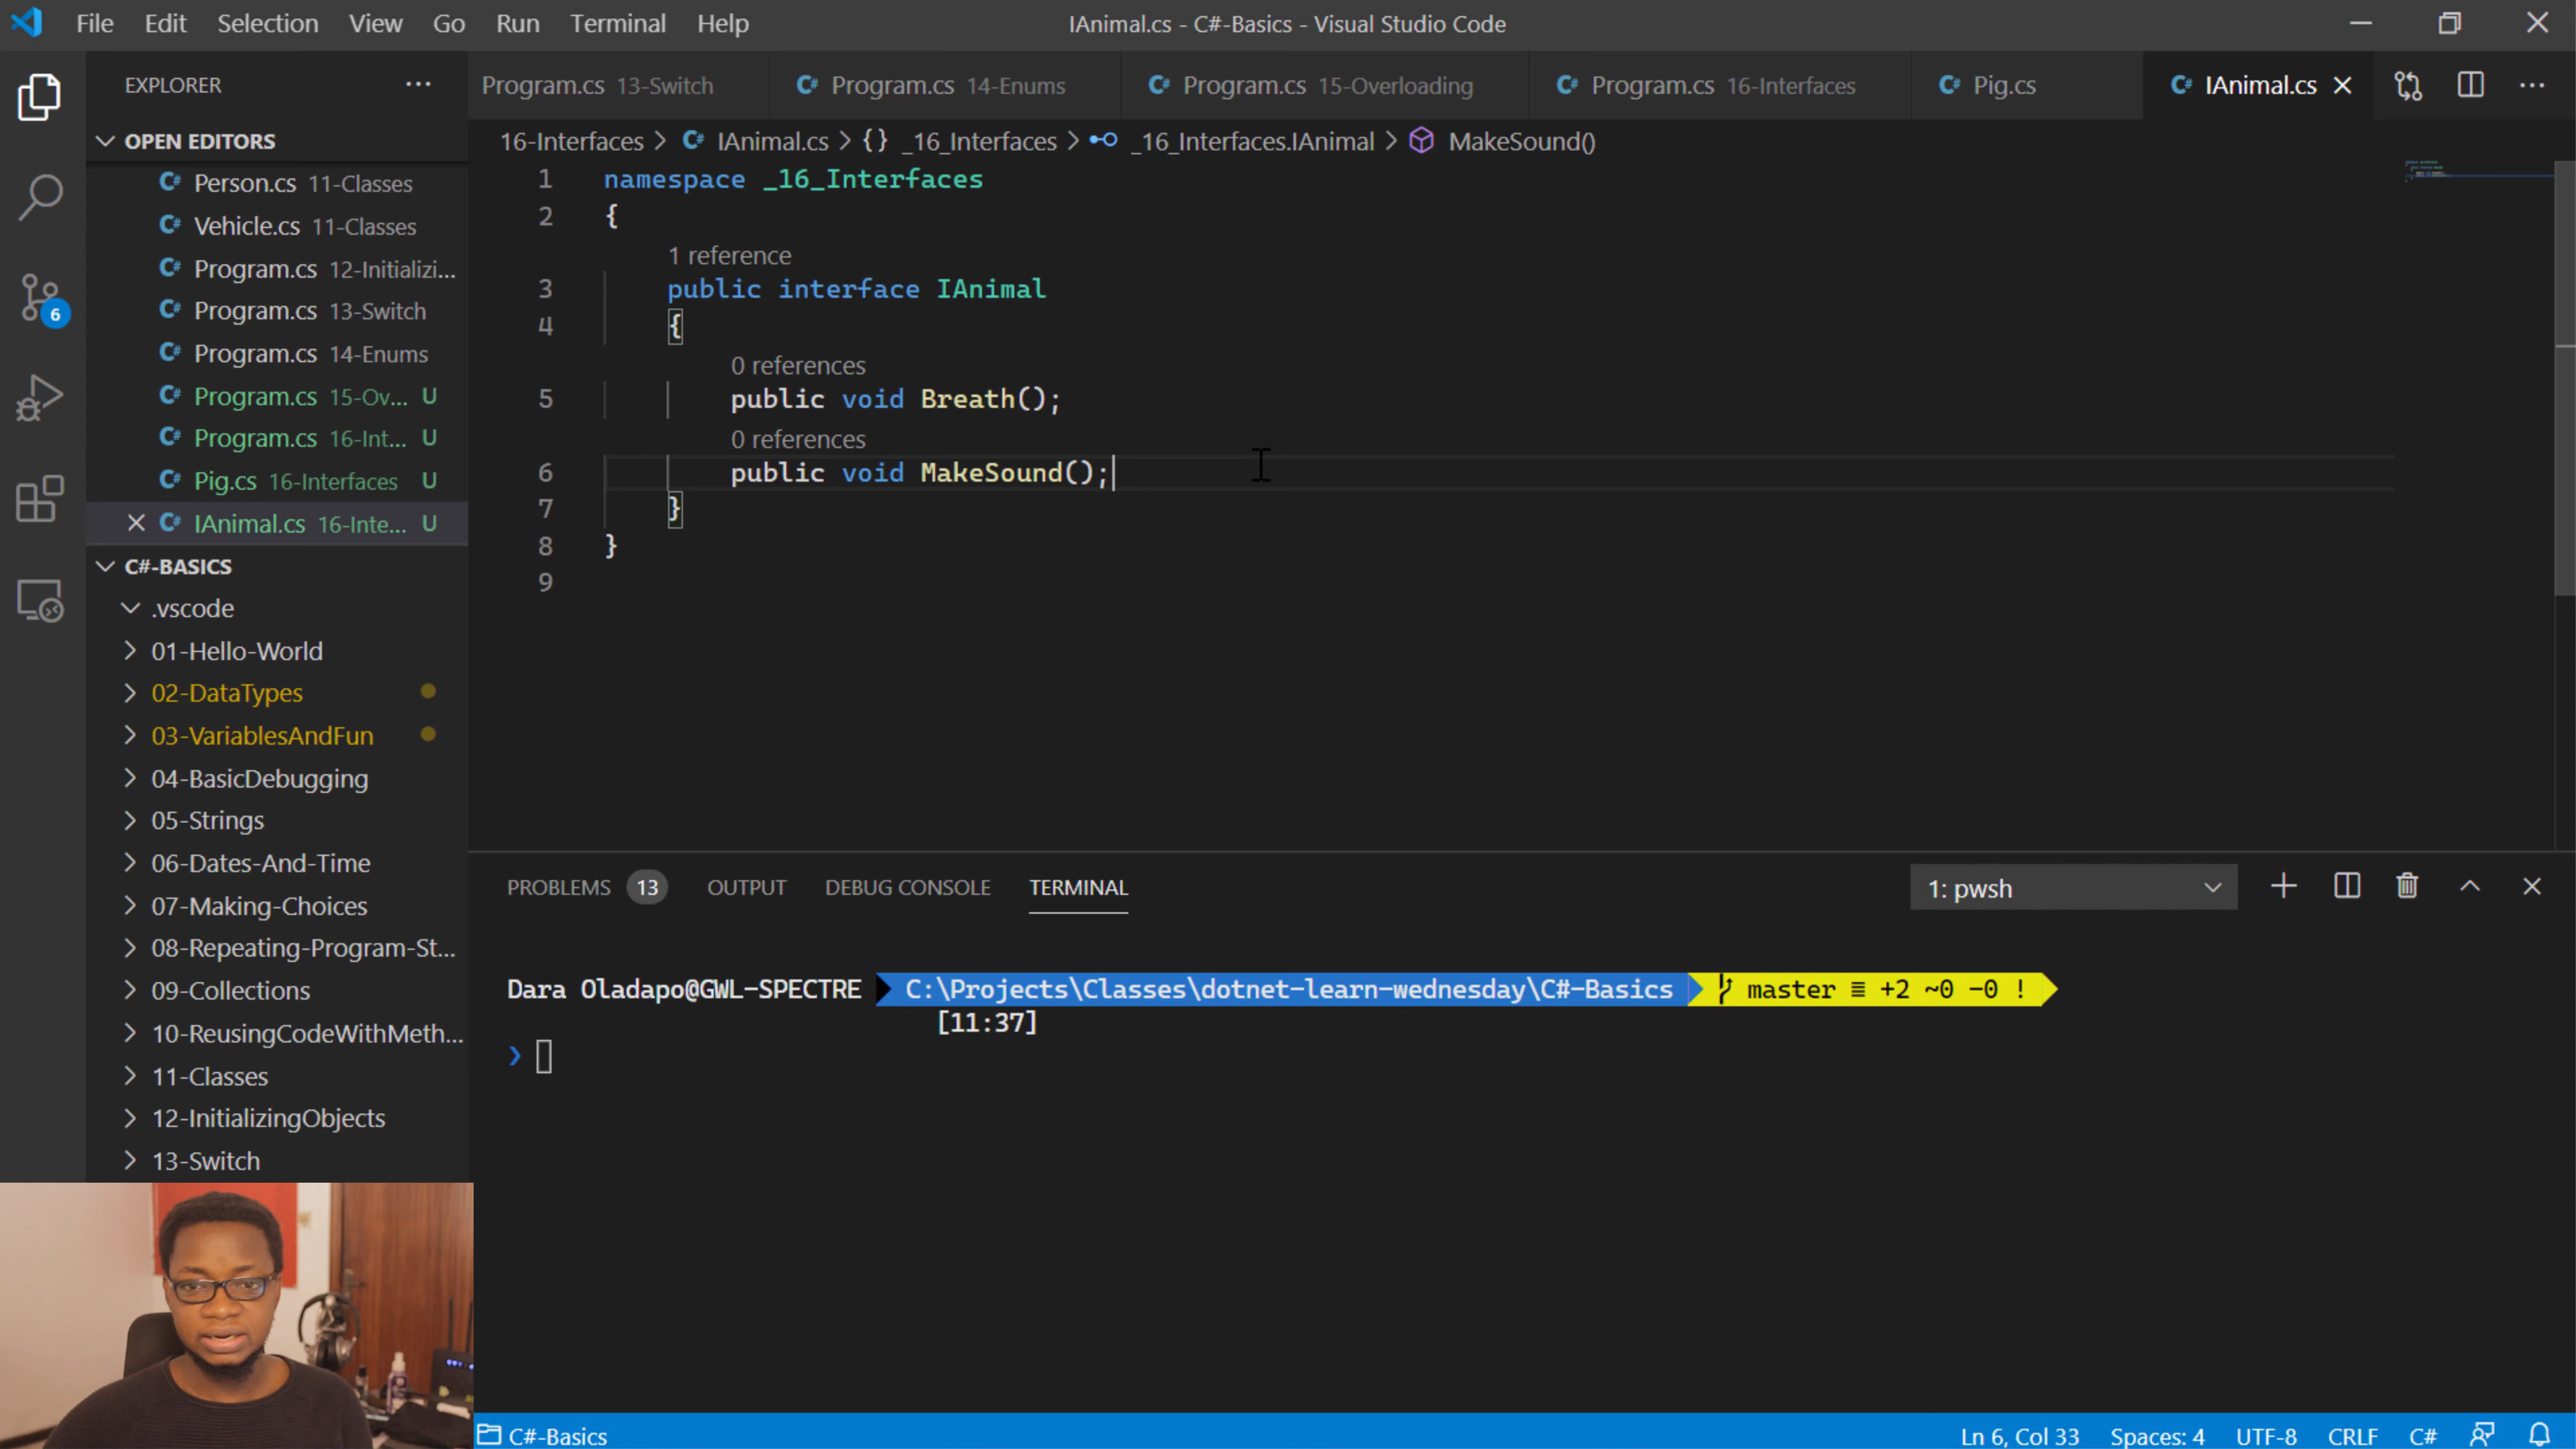 File Edit Selection View Go Run Terminal Help IAnimal.cs - C#-Basics - Visual Studio Code
EXPLORER
Program.cs 13-Switch
C# Program.cs 14-Enums
C# Program.cs 15-Overloading
C# Program.cs 16-Interfaces
C# Pig.cs
C# IAnimal.cs
OPEN EDITORS
C# Person.cs 11-Classes
C# Vehicle.cs 11-Classes
C# Program.cs 12-Initializi...
C# Program.cs 13-Switch
C# Program.cs 14-Enums
C# Program.cs 15-Ov... U
C# Program.cs 16-Int... U
C# Pig.cs 16-Interfaces U
C# IAnimal.cs 16-Inte... U
6
C#-BASICS
.vscode
01-Hello-World
02-DataTypes
03-VariablesAndFun
04-BasicDebugging
05-Strings
06-Dates-And-Time
07-Making-Choices
08-Repeating-Program-St...
09-Collections
10-ReusingCodeWithMeth...
11-Classes
12-InitializingObjects
13-Switch
16-Interfaces > C# IAnimal.cs > {} _16_Interfaces > _16_Interfaces.IAnimal > MakeSound()
1 namespace _16_Interfaces
2 {
1 reference
3 public interface IAnimal
4 {
0 references
5 public void Breath();
0 references
6 public void MakeSound();
7 }
8 }
9
PROBLEMS 13 OUTPUT DEBUG CONSOLE TERMINAL 1: pwsh
Dara Oladapo@GWL-SPECTRE C:\Projects\Classes\dotnet-learn-wednesday\C#-Basics master ≡ +2 ~0 -0 !
[11:37]
❯
C#-Basics Ln 6, Col 33 Spaces: 4 UTF-8 CRLF C#